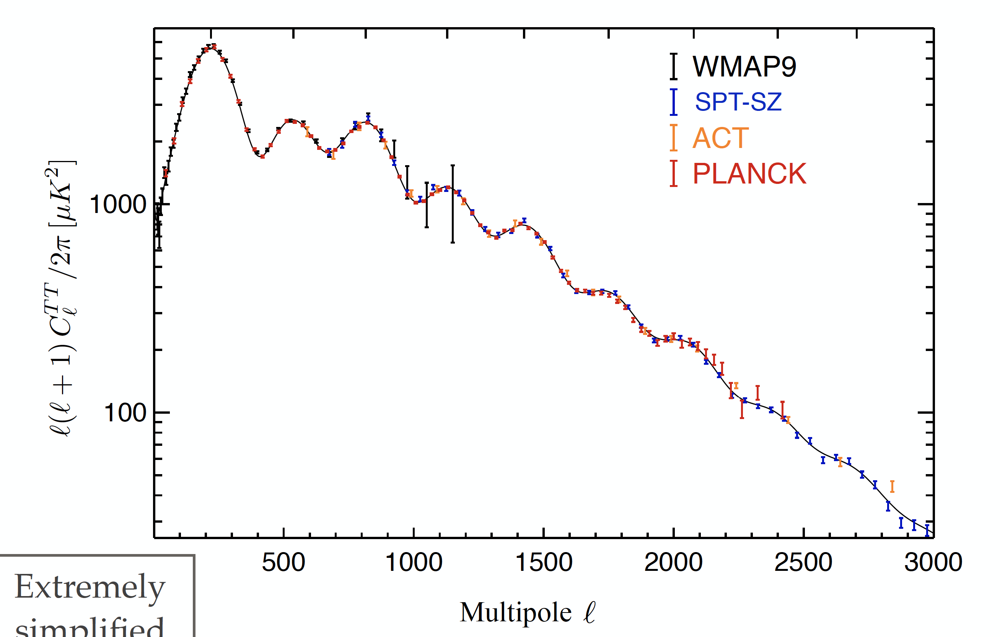 WMAP9
SPT-SZ
ACT
PLANCK
ℓ(ℓ + 1) C_ℓ^{TT} /2π [μK²]
1000
100
500 1000 1500 2000 2500 3000
Multipole ℓ
Extremely
simplified